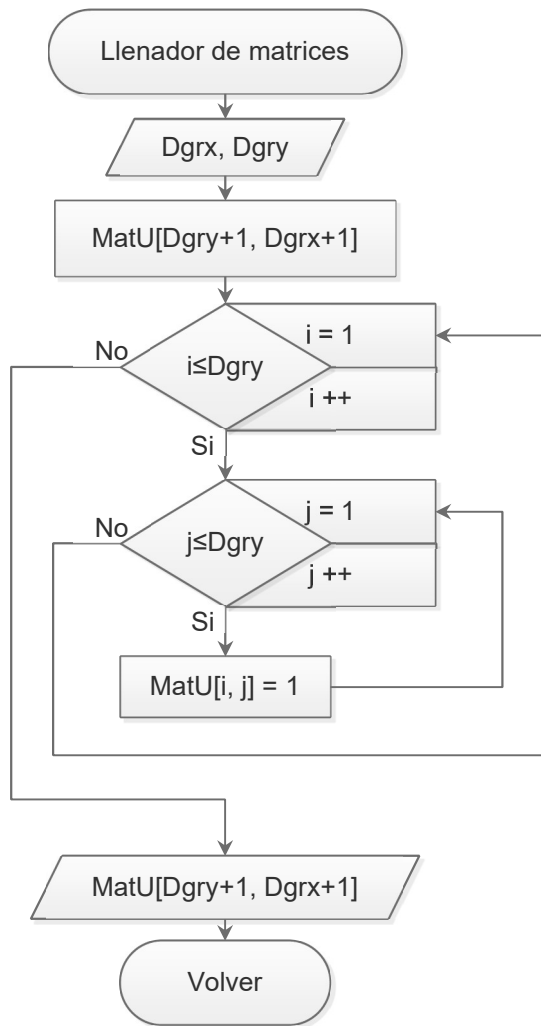 Llenador de matrices
Dgrx, Dgry
MatU[Dgry+1, Dgrx+1]
i = 1
No
i≤Dgry
i ++
Si
j = 1
No
j≤Dgry
j ++
Si
MatU[i, j] = 1
MatU[Dgry+1, Dgrx+1]
Volver